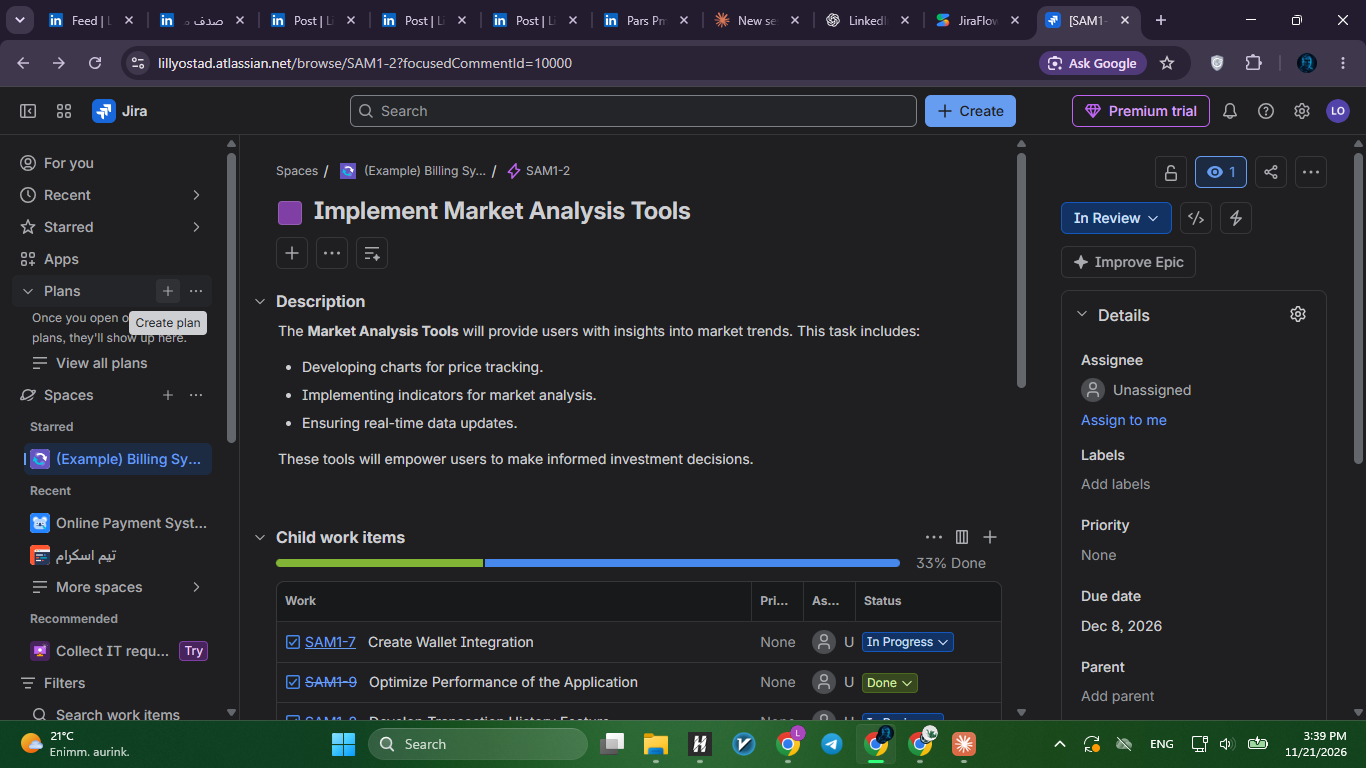 Feed | L
صدف م
Post | Li
Post | Li
Post | Li
Pars Pr
New se
LinkedI
JiraFlow
[SAM1-
lillyostad.atlassian.net/browse/SAM1-2?focusedCommentId=10000
Ask Google
Jira
Search
Create
Premium trial
LO
For you
Recent
Starred
Apps
Plans
Create plan
Once you open o
plans, they'll show up here.
View all plans
Spaces
Starred
(Example) Billing Sy...
Recent
Online Payment Syst...
تیم اسکرام
More spaces
Recommended
Collect IT requ... Try
Filters
Search work items
Spaces / (Example) Billing Sy... / SAM1-2
Implement Market Analysis Tools
Description
The Market Analysis Tools will provide users with insights into market trends. This task includes:
Developing charts for price tracking.
Implementing indicators for market analysis.
Ensuring real-time data updates.
These tools will empower users to make informed investment decisions.
Child work items
33% Done
Work Pri... As... Status
SAM1-7 Create Wallet Integration None U In Progress
SAM1-9 Optimize Performance of the Application None U Done
1
In Review
Improve Epic
Details
Assignee
Unassigned
Assign to me
Labels
Add labels
Priority
None
Due date
Dec 8, 2026
Parent
Add parent
21°C
Enimm. aurink.
Search
L
ENG
3:39 PM
11/21/2026